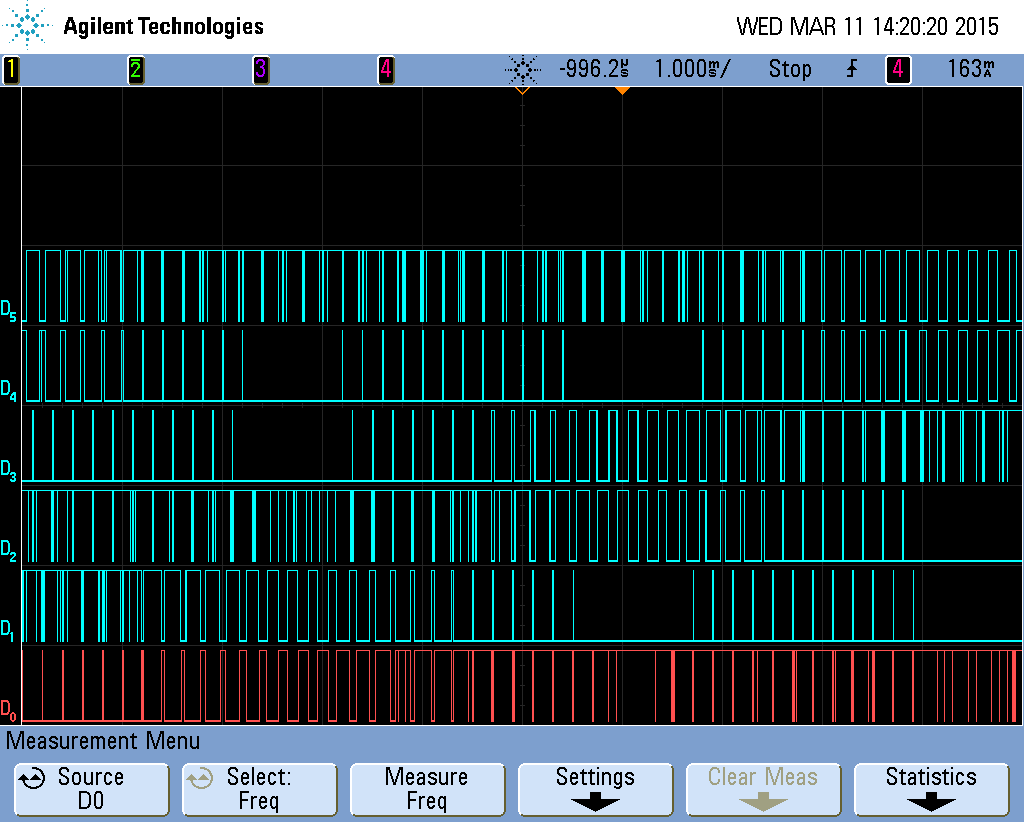 Agilent Technologies WED MAR 11 14:20:20 2015
1 2 3 4 -996.2µs 1.000ms/ Stop 4 163mA
D5
D4
D3
D2
D1
D0
Measurement Menu
Source Select: Measure Settings Clear Meas Statistics
D0 Freq Freq